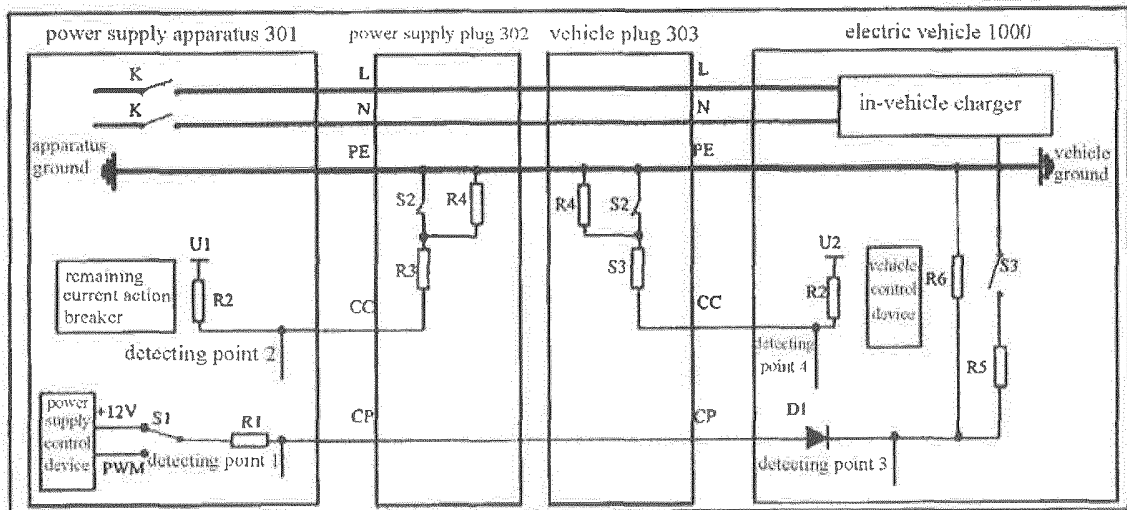 power supply apparatus 301
power supply plug 302
vehicle plug 303
electric vehicle 1000
K
L
L
in-vehicle charger
K
N
N
apparatus
ground
PE
PE
vehicle
ground
S2
R4
R4
S2
U1
U2
remaining
current action
breaker
R2
R3
S3
R2
vehicle
control
device
R6
S3
CC
CC
detecting point 2
detecting
point 4
R5
power
supply
control
device
+12V
S1
R1
CP
CP
D1
PWM
detecting point 1
detecting point 3